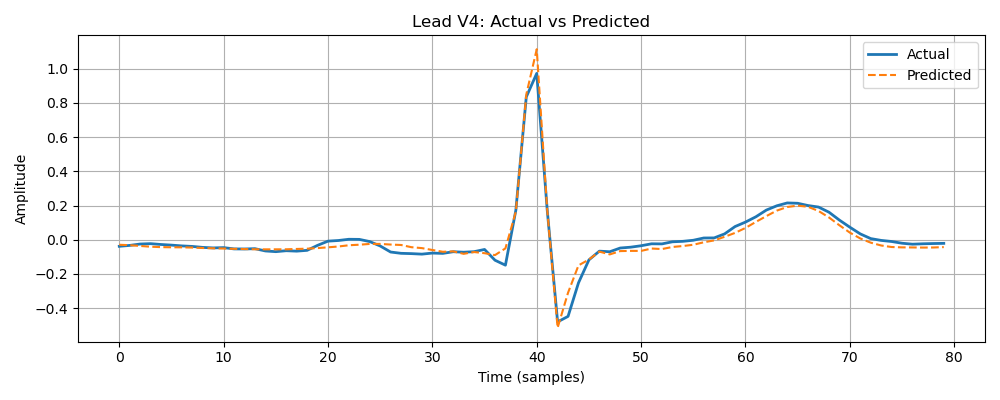 Lead V4: Actual vs Predicted
Actual
Predicted
Amplitude
1.0
0.8
0.6
0.4
0.2
0.0
−0.2
−0.4
0 10 20 30 40 50 60 70 80
Time (samples)